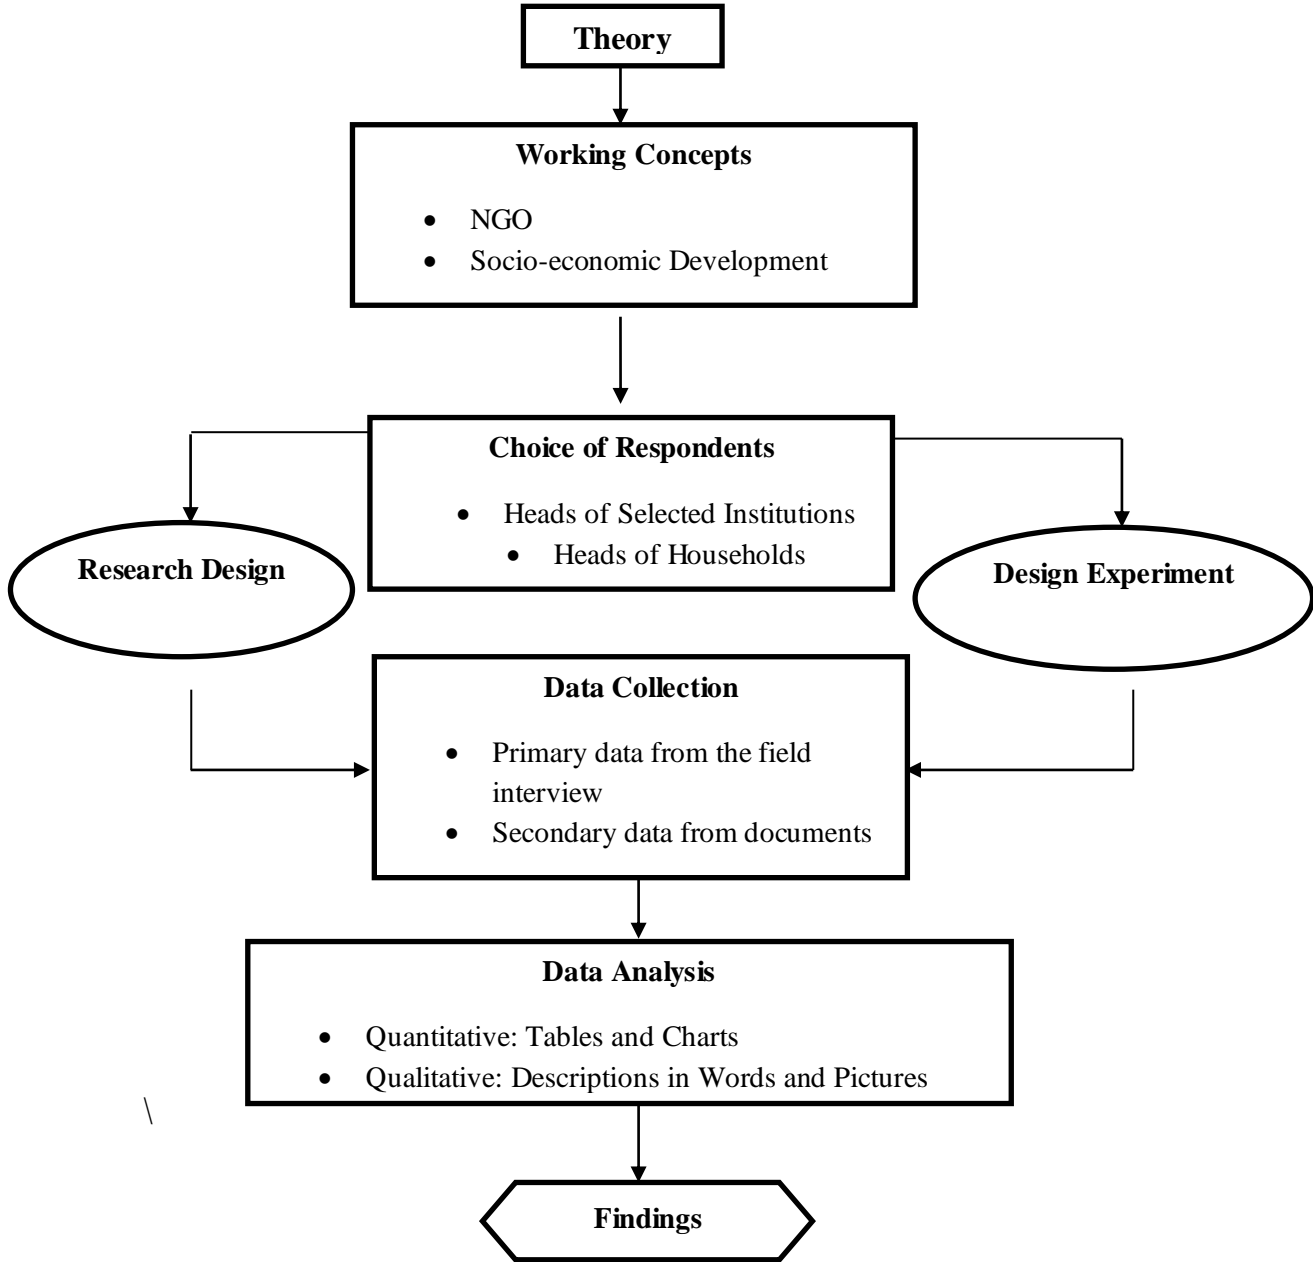 Theory
Working Concepts
• NGO
• Socio-economic Development
Choice of Respondents
• Heads of Selected Institutions
• Heads of Households
Research Design
Design Experiment
Data Collection
• Primary data from the field
interview
• Secondary data from documents
Data Analysis
• Quantitative: Tables and Charts
• Qualitative: Descriptions in Words and Pictures
\
Findings